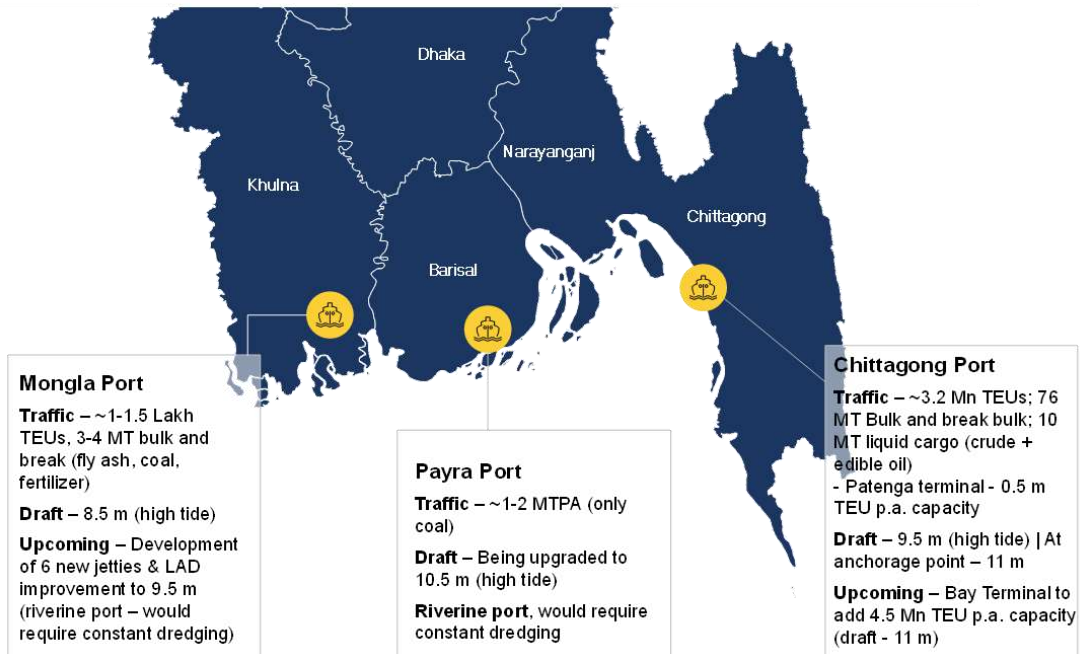 Dhaka
Narayanganj
Khulna
Chittagong
Barisal
Mongla Port
Traffic – ~1-1.5 Lakh
TEUs, 3-4 MT bulk and
break (fly ash, coal,
fertilizer)
Draft – 8.5 m (high tide)
Upcoming – Development
of 6 new jetties & LAD
improvement to 9.5 m
(riverine port – would
require constant dredging)
Payra Port
Traffic – ~1-2 MTPA (only
coal)
Draft – Being upgraded to
10.5 m (high tide)
Riverine port, would require
constant dredging
Chittagong Port
Traffic – ~3.2 Mn TEUs; 76
MT Bulk and break bulk; 10
MT liquid cargo (crude +
edible oil)
- Patenga terminal - 0.5 m
TEU p.a. capacity
Draft – 9.5 m (high tide) | At
anchorage point – 11 m
Upcoming – Bay Terminal to
add 4.5 Mn TEU p.a. capacity
(draft - 11 m)